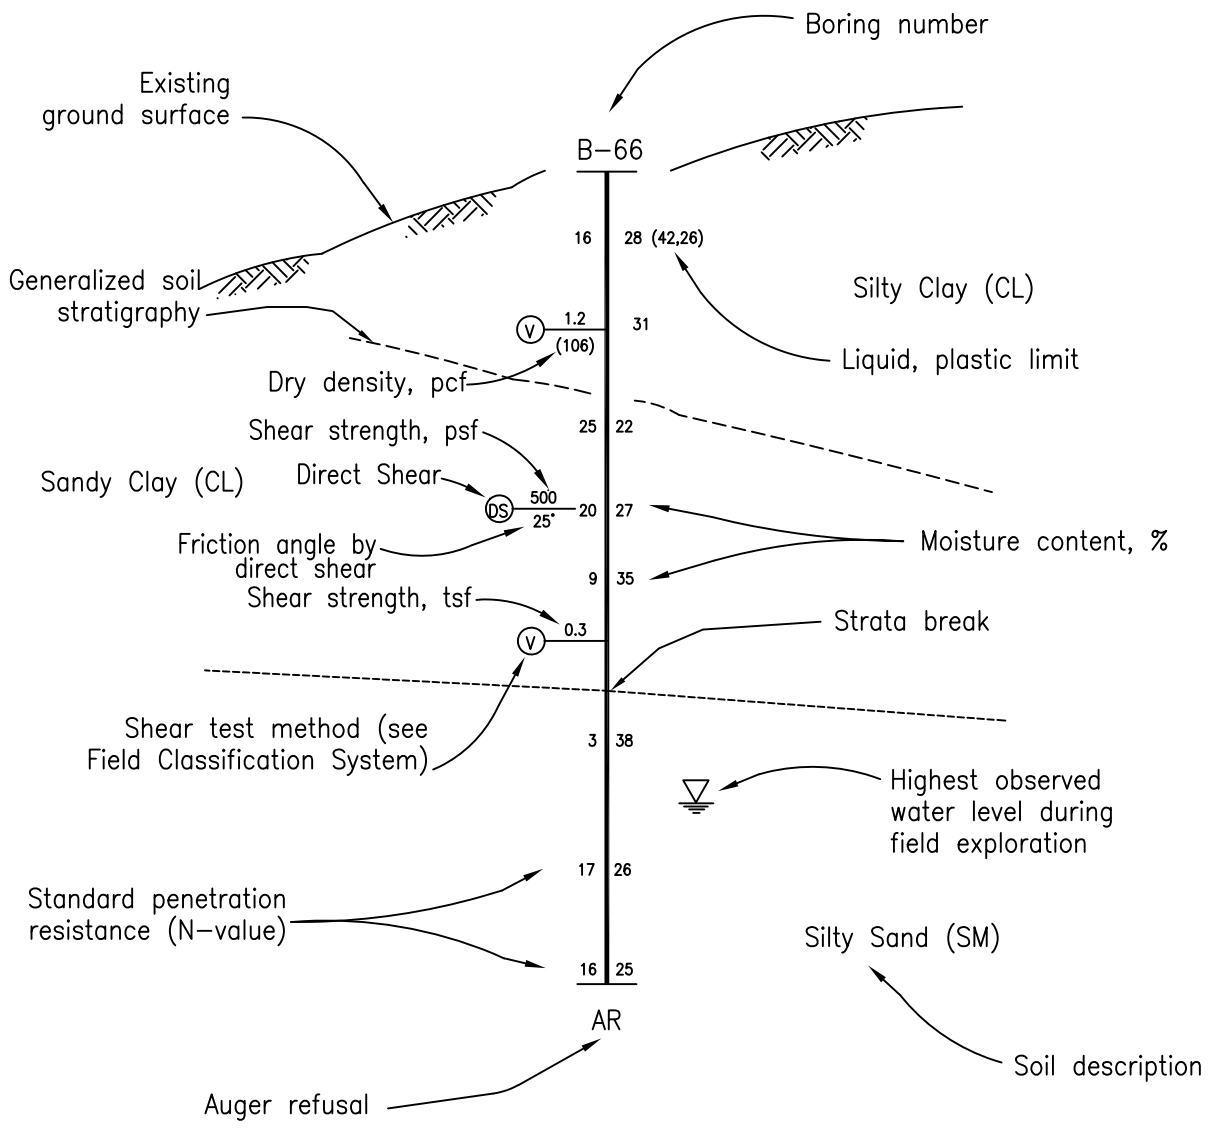 Boring number
Existing
ground surface
B-66
16
28 (42,26)
Generalized soil
stratigraphy
Silty Clay (CL)
V
1.2
(106)
31
Liquid, plastic limit
Dry density, pcf
25
22
Shear strength, psf
Sandy Clay (CL)
Direct Shear
DS
500
25°
20
27
Moisture content, %
Friction angle by
direct shear
9
35
Shear strength, tsf
V
0.3
Strata break
Shear test method (see
Field Classification System)
3
38
Highest observed
water level during
field exploration
17
26
Standard penetration
resistance (N-value)
Silty Sand (SM)
16
25
AR
Auger refusal
Soil description